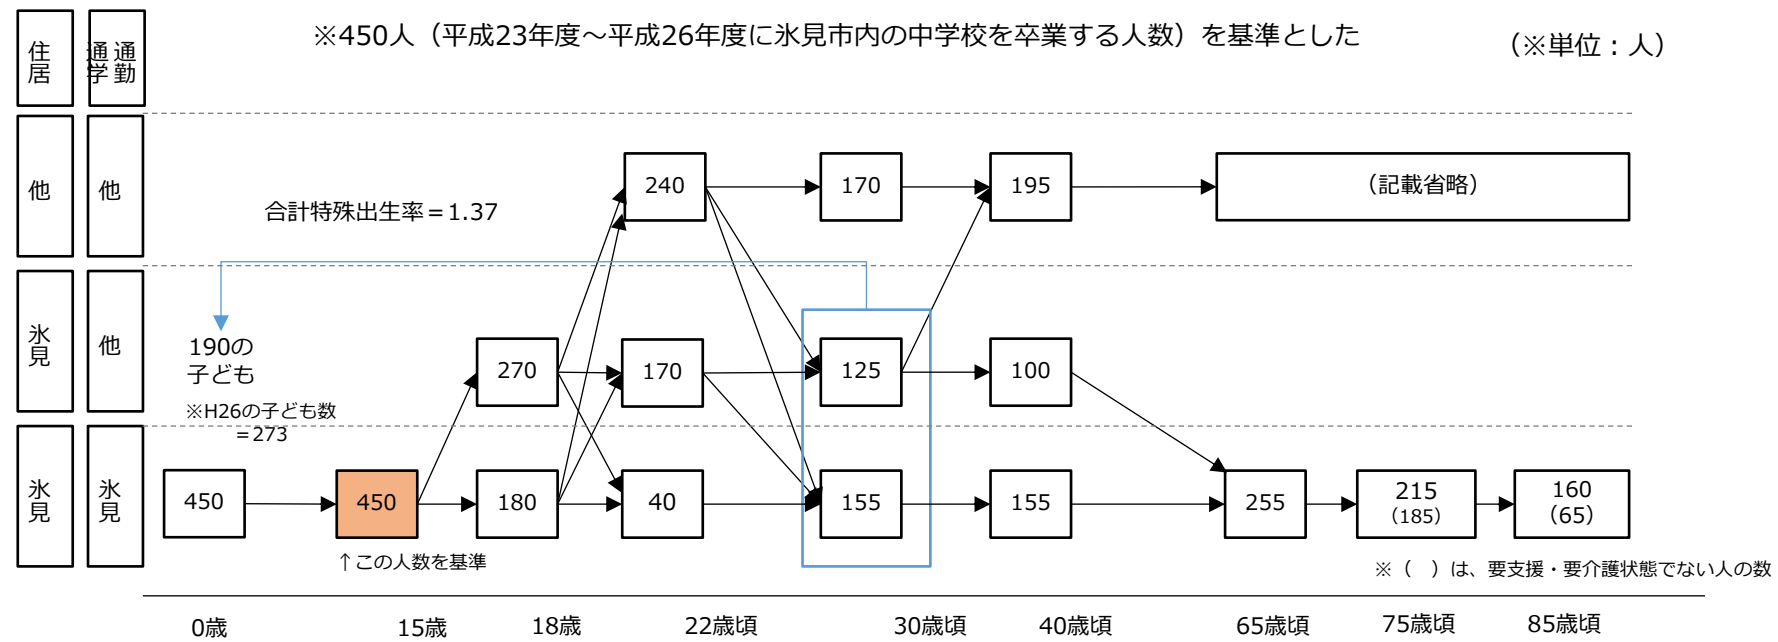 住居
通勤
通学
※450人（平成23年度～平成26年度に氷見市内の中学校を卒業する人数）を基準とした
（※単位：人）
他
他
240
170
195
（記載省略）
合計特殊出生率＝1.37
氷見
他
190の
子ども
※H26の子ども数
＝273
270
170
125
100
氷見
氷見
450
450
180
40
155
155
255
215
（185）
160
（65）
↑この人数を基準
※（　）は、要支援・要介護状態でない人の数
0歳
15歳
18歳
22歳頃
30歳頃
40歳頃
65歳頃
75歳頃
85歳頃